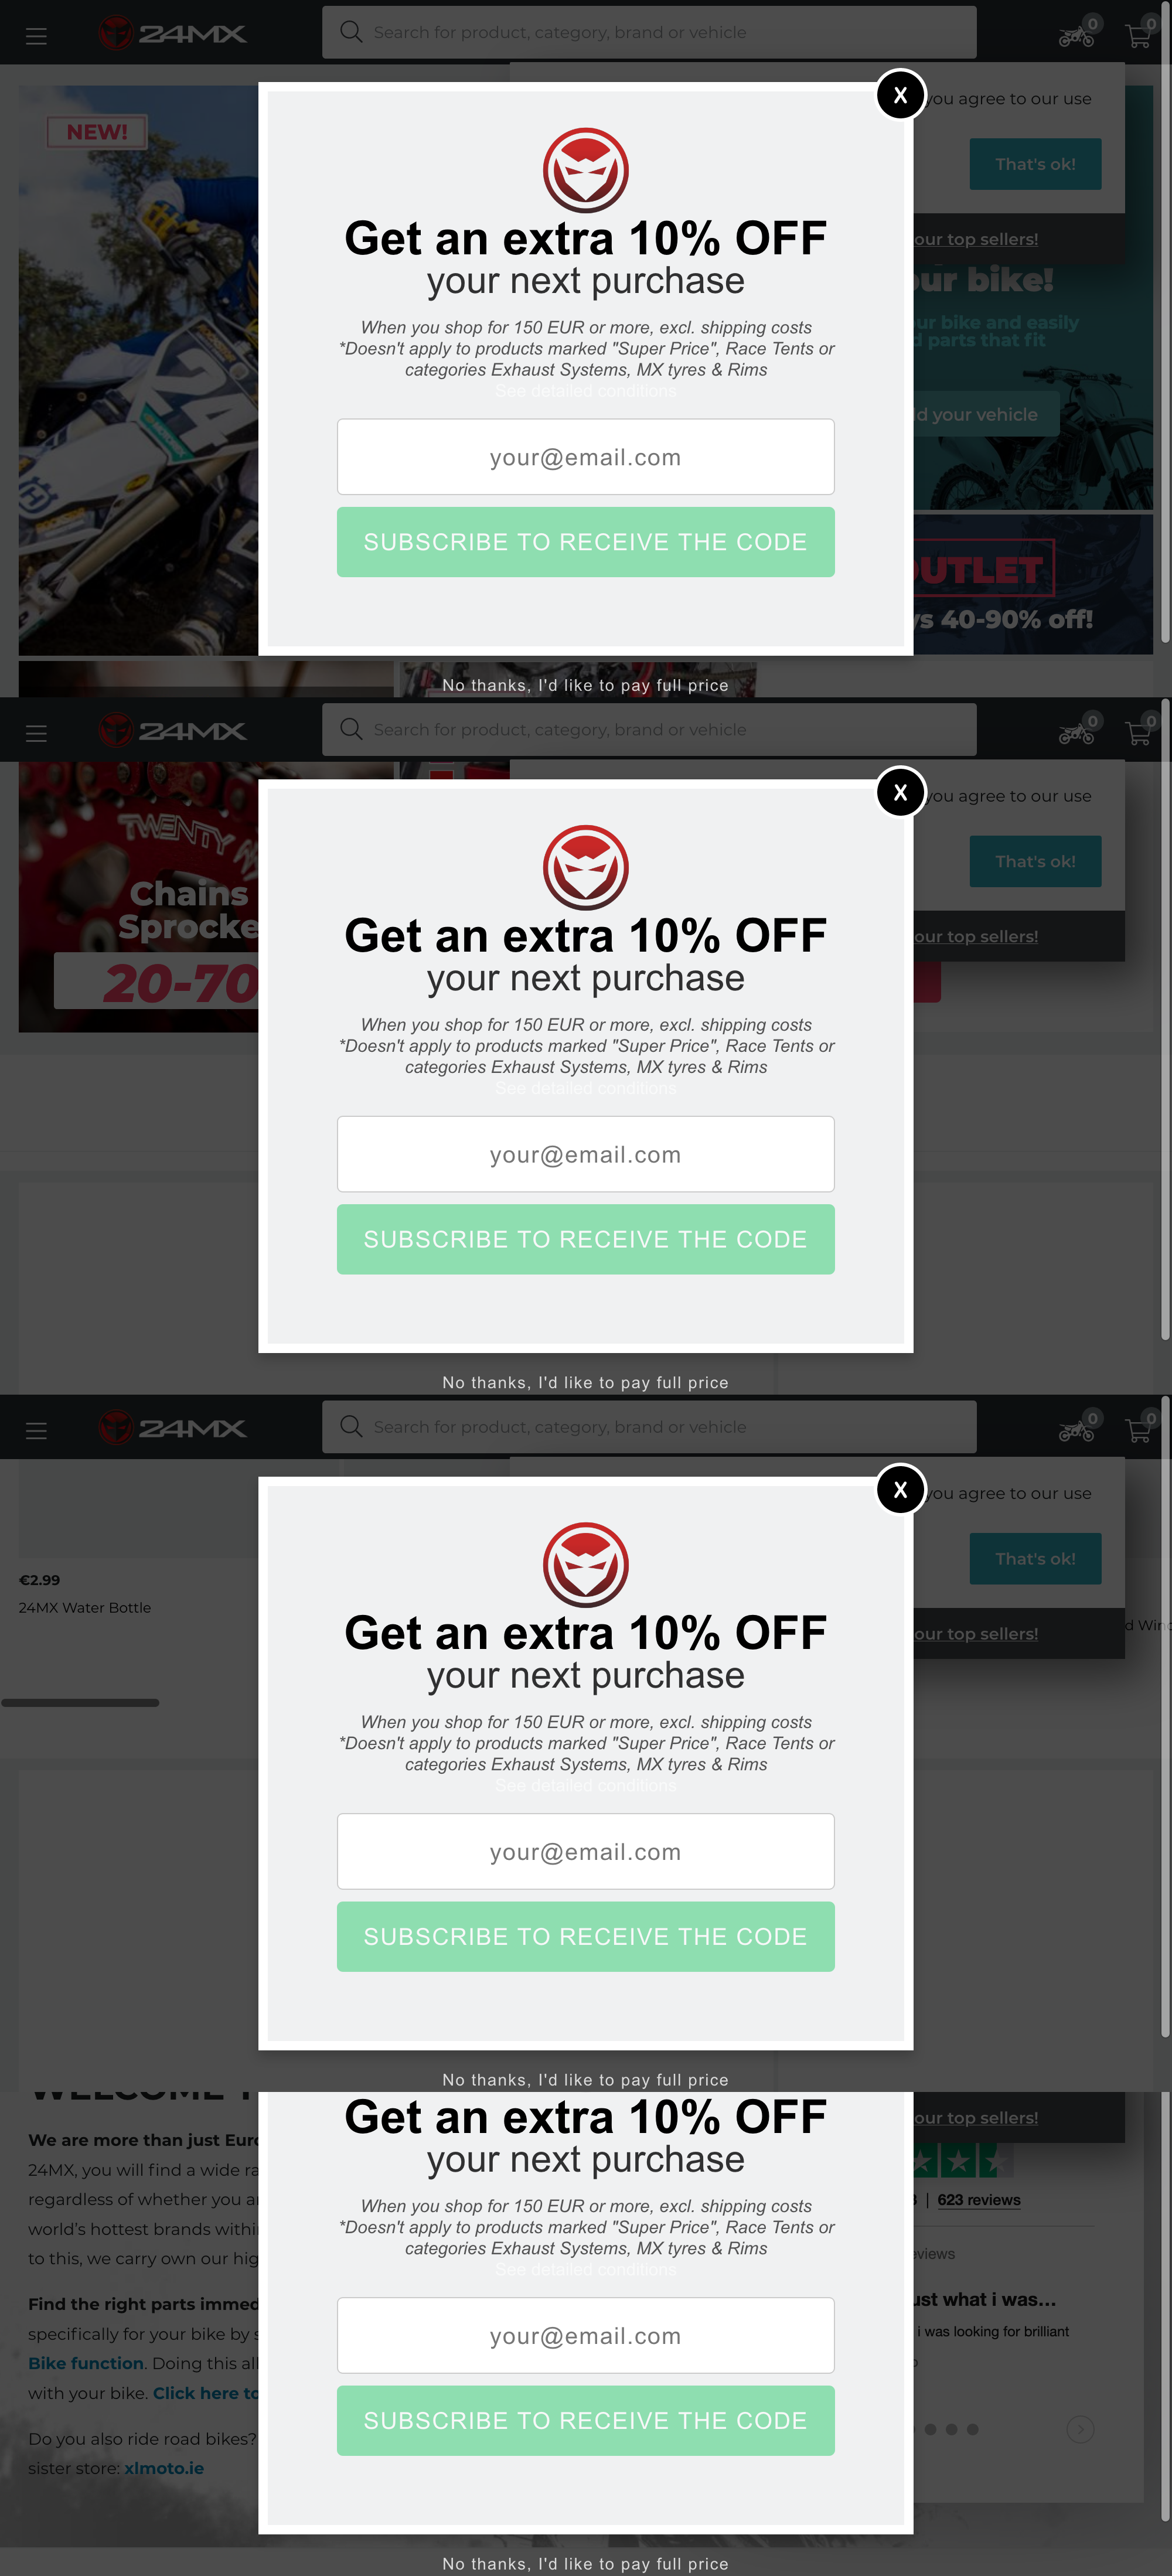 24MX
Search for product, category, brand or vehicle
0
0
NEW!
X
you agree to our use
That's ok!
our top sellers!
Get an extra 10% OFF
your next purchase
When you shop for 150 EUR or more, excl. shipping costs
*Doesn't apply to products marked "Super Price", Race Tents or
categories Exhaust Systems, MX tyres & Rims
See detailed conditions
your@email.com
SUBSCRIBE TO RECEIVE THE CODE
bike!
bike and easily
parts that fit
your vehicle
40-90% off!
No thanks, I'd like to pay full price
24MX
Search for product, category, brand or vehicle
0
0
X
you agree to our use
That's ok!
our top sellers!
TWENTY
Chains
20-70
Get an extra 10% OFF
your next purchase
When you shop for 150 EUR or more, excl. shipping costs
*Doesn't apply to products marked "Super Price", Race Tents or
categories Exhaust Systems, MX tyres & Rims
See detailed conditions
your@email.com
SUBSCRIBE TO RECEIVE THE CODE
No thanks, I'd like to pay full price
24MX
Search for product, category, brand or vehicle
0
0
X
you agree to our use
That's ok!
our top sellers!
€2.99
24MX Water Bottle
Get an extra 10% OFF
your next purchase
When you shop for 150 EUR or more, excl. shipping costs
*Doesn't apply to products marked "Super Price", Race Tents or
categories Exhaust Systems, MX tyres & Rims
See detailed conditions
your@email.com
SUBSCRIBE TO RECEIVE THE CODE
No thanks, I'd like to pay full price
WELCOME
We are more than just
24MX, you will find a wide
regardless of whether you
world's hottest brands
to this, we carry own our
Find the right parts
specifically for your bike by
Bike function. Doing this
with your bike. Click here to
Do you also ride road bikes?
sister store: xlmoto.ie
Get an extra 10% OFF
your next purchase
When you shop for 150 EUR or more, excl. shipping costs
*Doesn't apply to products marked "Super Price", Race Tents or
categories Exhaust Systems, MX tyres & Rims
See detailed conditions
your@email.com
SUBSCRIBE TO RECEIVE THE CODE
our top sellers!
| 623 reviews
what i was...
i was looking for brilliant
No thanks, I'd like to pay full price